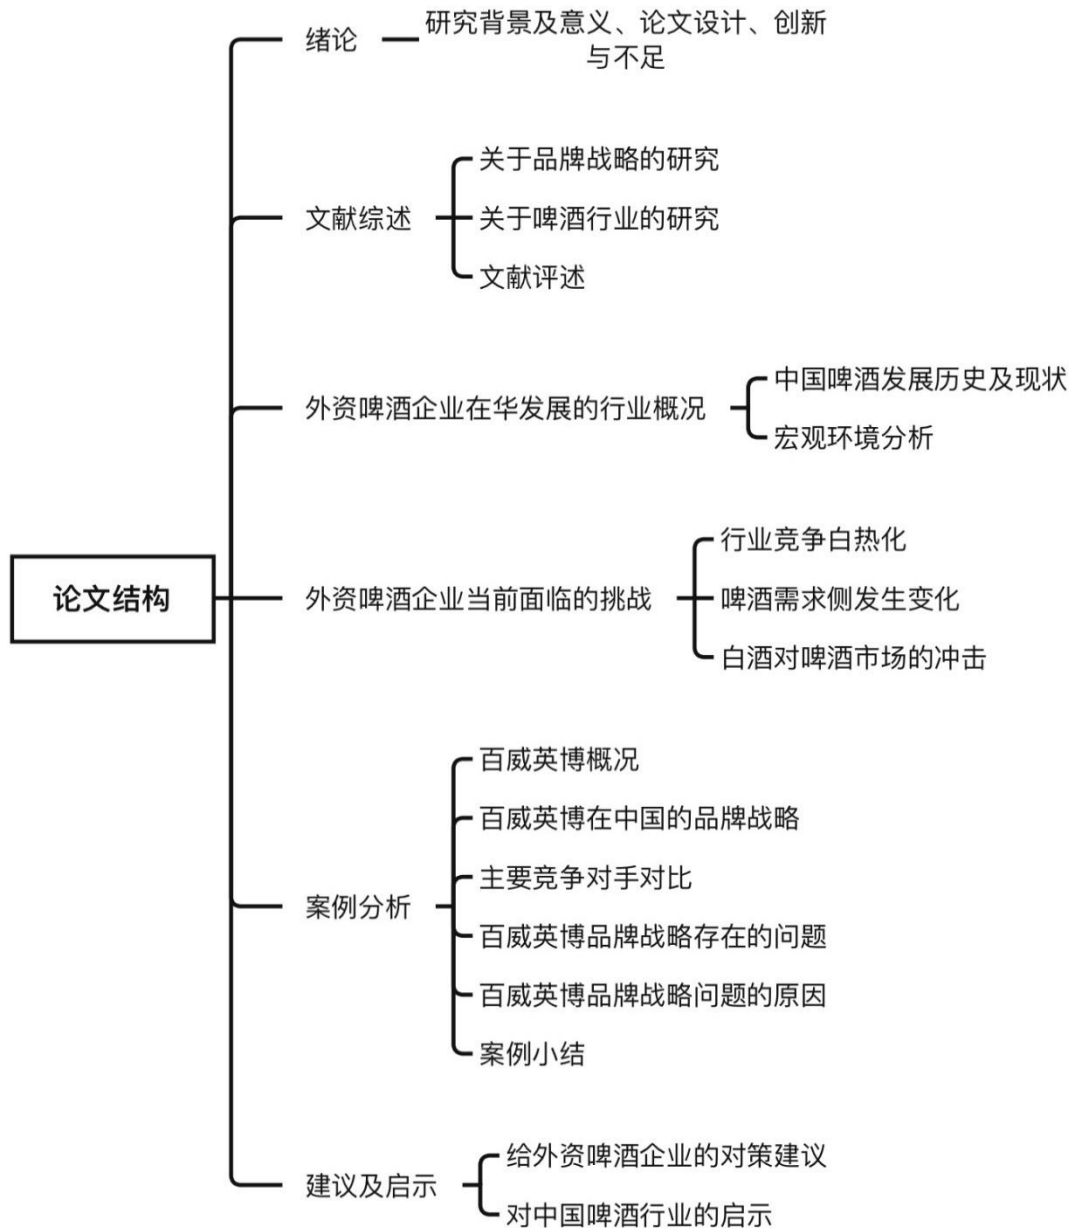 论文结构
绪论
研究背景及意义、论文设计、创新
与不足
文献综述
关于品牌战略的研究
关于啤酒行业的研究
文献评述
外资啤酒企业在华发展的行业概况
中国啤酒发展历史及现状
宏观环境分析
外资啤酒企业当前面临的挑战
行业竞争白热化
啤酒需求侧发生变化
白酒对啤酒市场的冲击
案例分析
百威英博概况
百威英博在中国的品牌战略
主要竞争对手对比
百威英博品牌战略存在的问题
百威英博品牌战略问题的原因
案例小结
建议及启示
给外资啤酒企业的对策建议
对中国啤酒行业的启示